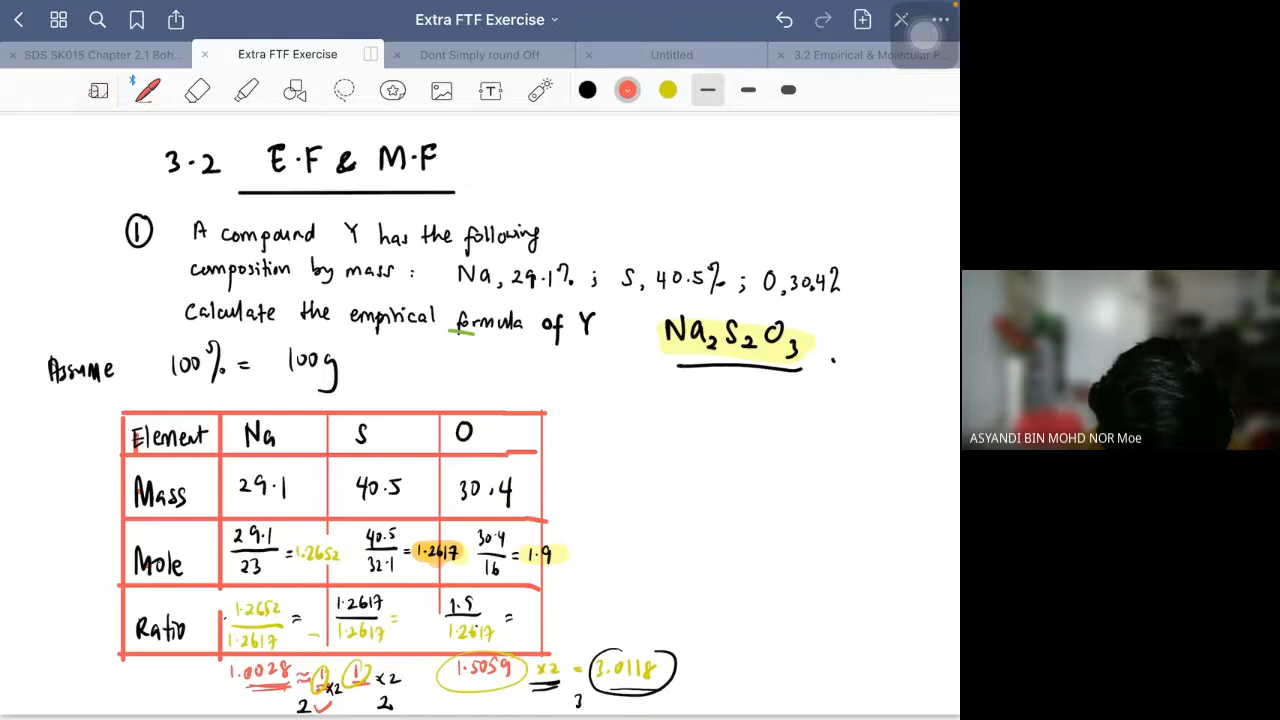 Extra FTF Exercise
SDS SK015 Chapter 2.1 Boh...
Extra FTF Exercise
Dont Simply round Off
Untitled
3.2 Empirical & Molecular F...
3.2 E.F & M.F
① A compound Y has the following
composition by mass : Na, 29.1% ; S, 40.5% ; O, 30.4%
Calculate the empirical formula of Y
Na₂S₂O₃
Assume 100% = 100g
Element Na S O
Mass 29.1 40.5 30.4
Mole 29.1/23 = 1.2652 40.5/32.1 = 1.2617 30.4/16 = 1.9
Ratio 1.2652/1.2617 = 1.2617/1.2617 = 1.9/1.2617 =
1.0028 ≈ 1 ×2 1 ×2 1.5059 ×2 = 3.0118
2 2 3
ASYANDI BIN MOHD NOR Moe